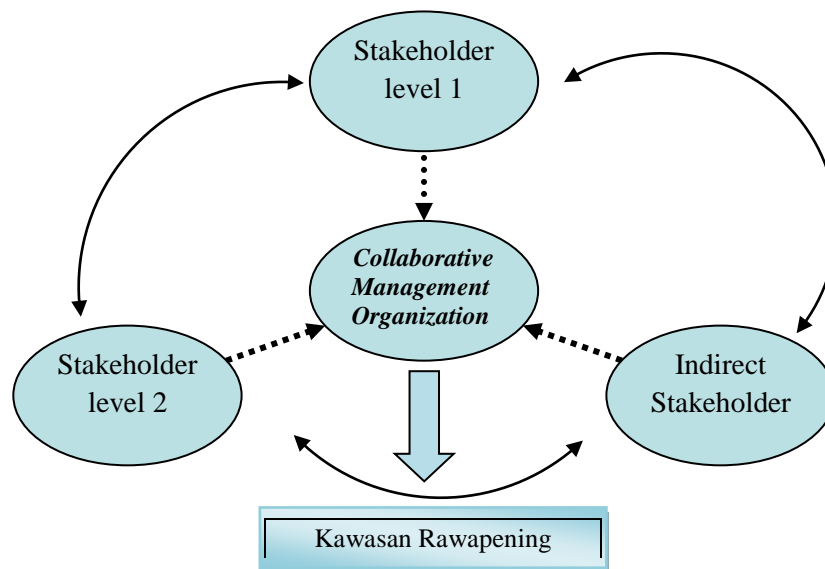 Stakeholder
level 1
Collaborative
Management
Organization
Stakeholder
level 2
Indirect
Stakeholder
Kawasan Rawapening